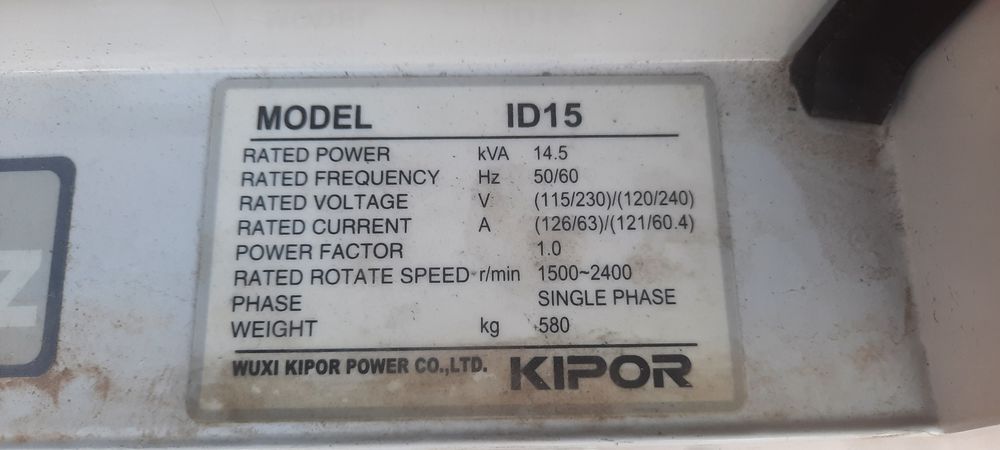 MODEL ID15
RATED POWER kVA 14.5
RATED FREQUENCY Hz 50/60
RATED VOLTAGE V (115/230)/(120/240)
RATED CURRENT A (126/63)/(121/60.4)
POWER FACTOR 1.0
RATED ROTATE SPEED r/min 1500~2400
PHASE SINGLE PHASE
WEIGHT kg 580
WUXI KIPOR POWER CO.,LTD. KIPOR